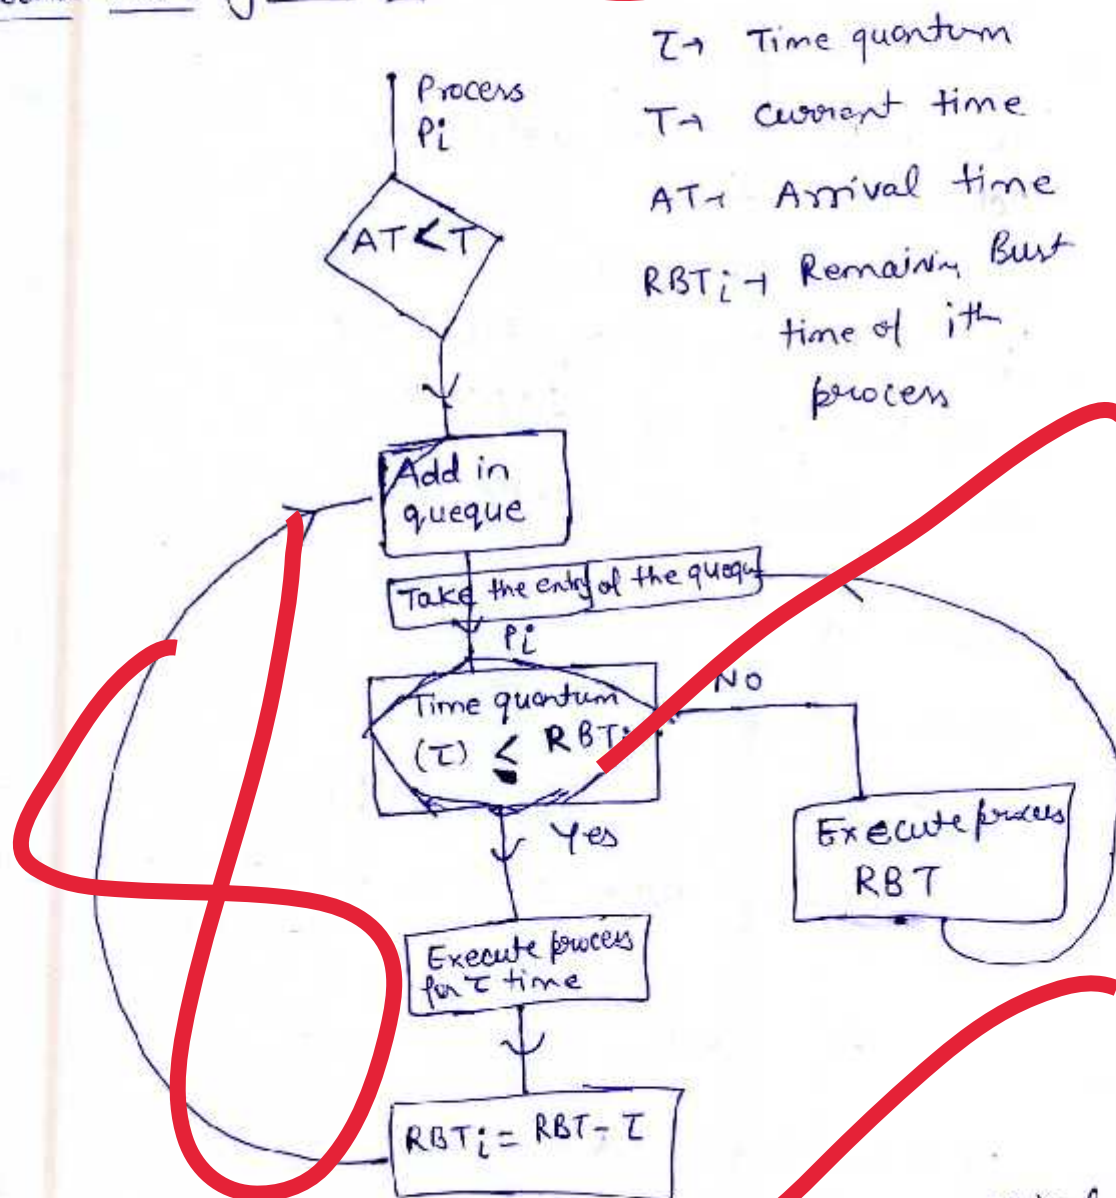 τ→ Time quantum
T→ Current time
AT→ Arrival time
RBTi→ Remaining Bust
time of ith
process
Process
Pi
AT < T
Add in
queque
Take the entry of the queque
Pi
Time quantum
(τ) ≤ RBTi
No
Yes
Execute process
RBT
Execute process
for τ time
RBTi = RBT - τ